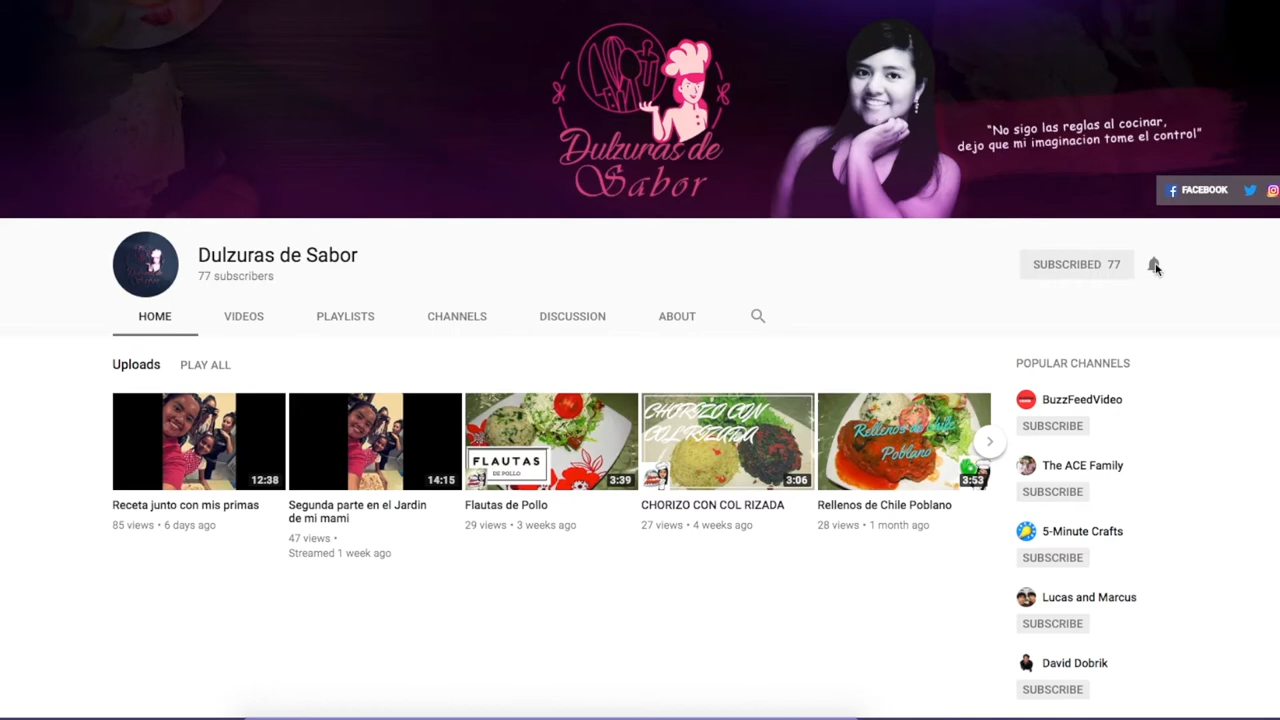 Dulzuras de
Sabor
"No sigo las reglas al cocinar,
dejo que mi imaginacion tome el control"
FACEBOOK
Dulzuras de Sabor
77 subscribers
SUBSCRIBED 77
HOME VIDEOS PLAYLISTS CHANNELS DISCUSSION ABOUT
Uploads PLAY ALL
12:38
Receta junto con mis primas
85 views • 6 days ago
14:15
Segunda parte en el Jardin
de mi mami
47 views •
Streamed 1 week ago
FLAUTAS
DE POLLO
3:39
Flautas de Pollo
29 views • 3 weeks ago
CHORIZO CON
COL RIZADA
3:06
CHORIZO CON COL RIZADA
27 views • 4 weeks ago
Rellenos de Chile
Poblano
3:53
Rellenos de Chile Poblano
28 views • 1 month ago
POPULAR CHANNELS
BuzzFeedVideo
SUBSCRIBE
The ACE Family
SUBSCRIBE
5-Minute Crafts
SUBSCRIBE
Lucas and Marcus
SUBSCRIBE
David Dobrik
SUBSCRIBE